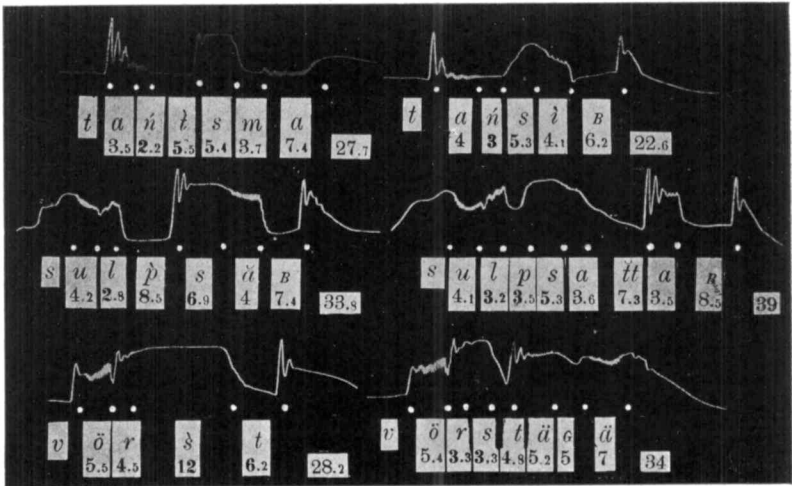 t a ń t̀ s m a t a ń s ì ʙ
3.5 2.2 5.5 5.4 3.7 7.4 27.7 4 3 5.3 4.1 6.2 22.6
s u l p̀ s ă ʙ s u l p s a t̆t a ʙ
4.2 2.8 8.5 6.9 4 7.4 33.8 4.1 3.2 3.5 5.3 3.6 7.3 3.5 8.5 39
v ö r s̀ t v ö r s t ä ɢ ä
5.5 4.5 12 6.2 28.2 5.4 3.3 3.3 4.8 5.2 5 7 34